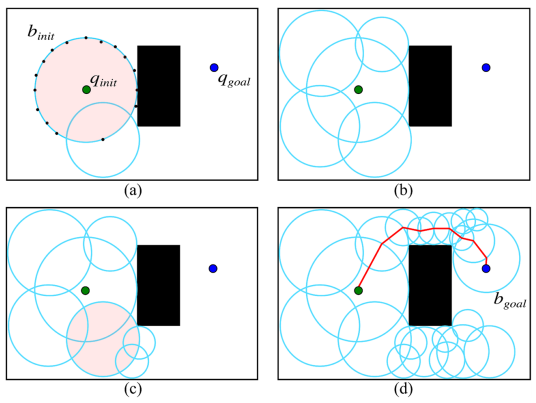 b_init
q_init
q_goal
(a)
(b)
b_goal
(c)
(d)